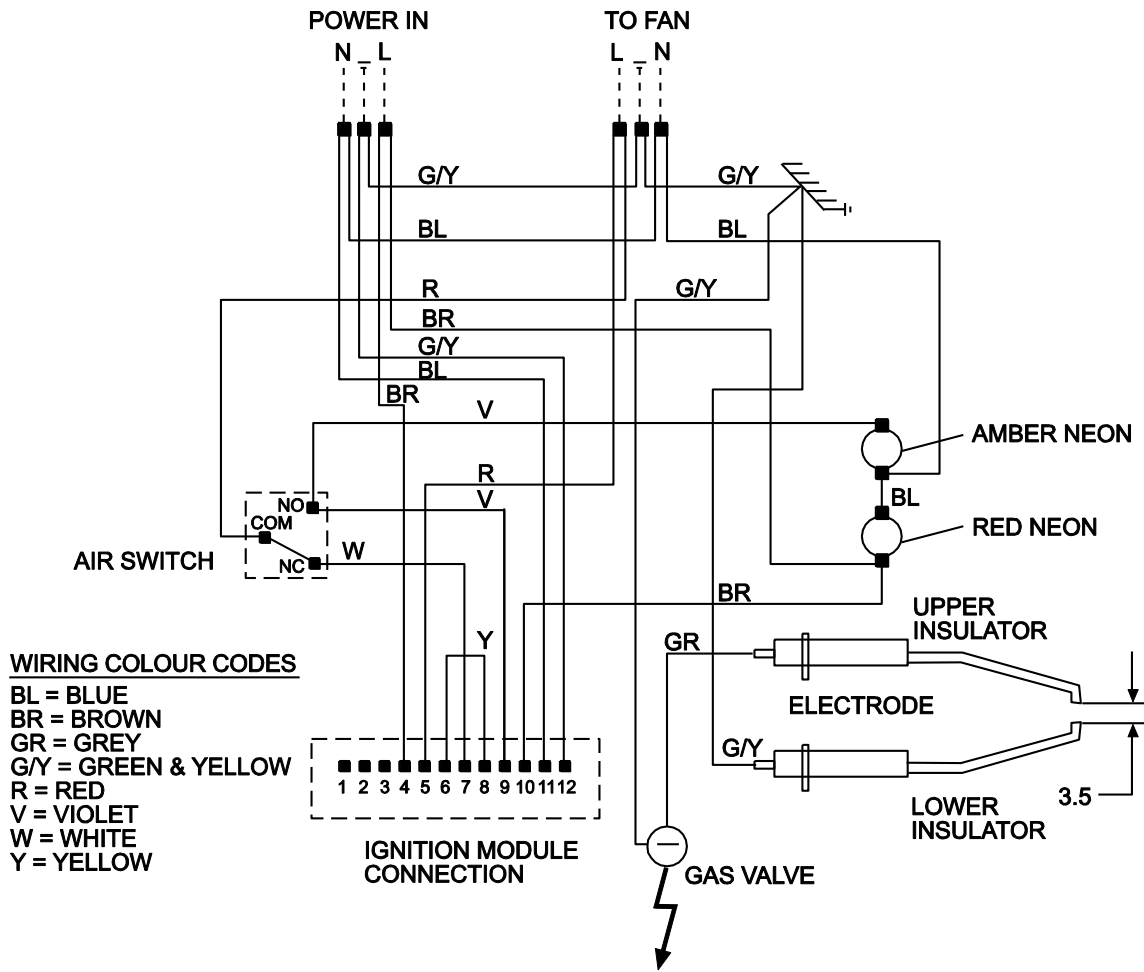 POWER IN
TO FAN
N L
L N
G/Y
G/Y
BL
BL
R
G/Y
BR
G/Y
BL
BR
V
AMBER NEON
R
V
BL
NO
COM
NC
AIR SWITCH
W
RED NEON
BR
UPPER
INSULATOR
Y
GR
WIRING COLOUR CODES
BL = BLUE
BR = BROWN
GR = GREY
G/Y = GREEN & YELLOW
R = RED
V = VIOLET
W = WHITE
Y = YELLOW
ELECTRODE
G/Y
3.5
LOWER
INSULATOR
1 2 3 4 5 6 7 8 9 10 11 12
IGNITION MODULE
CONNECTION
GAS VALVE